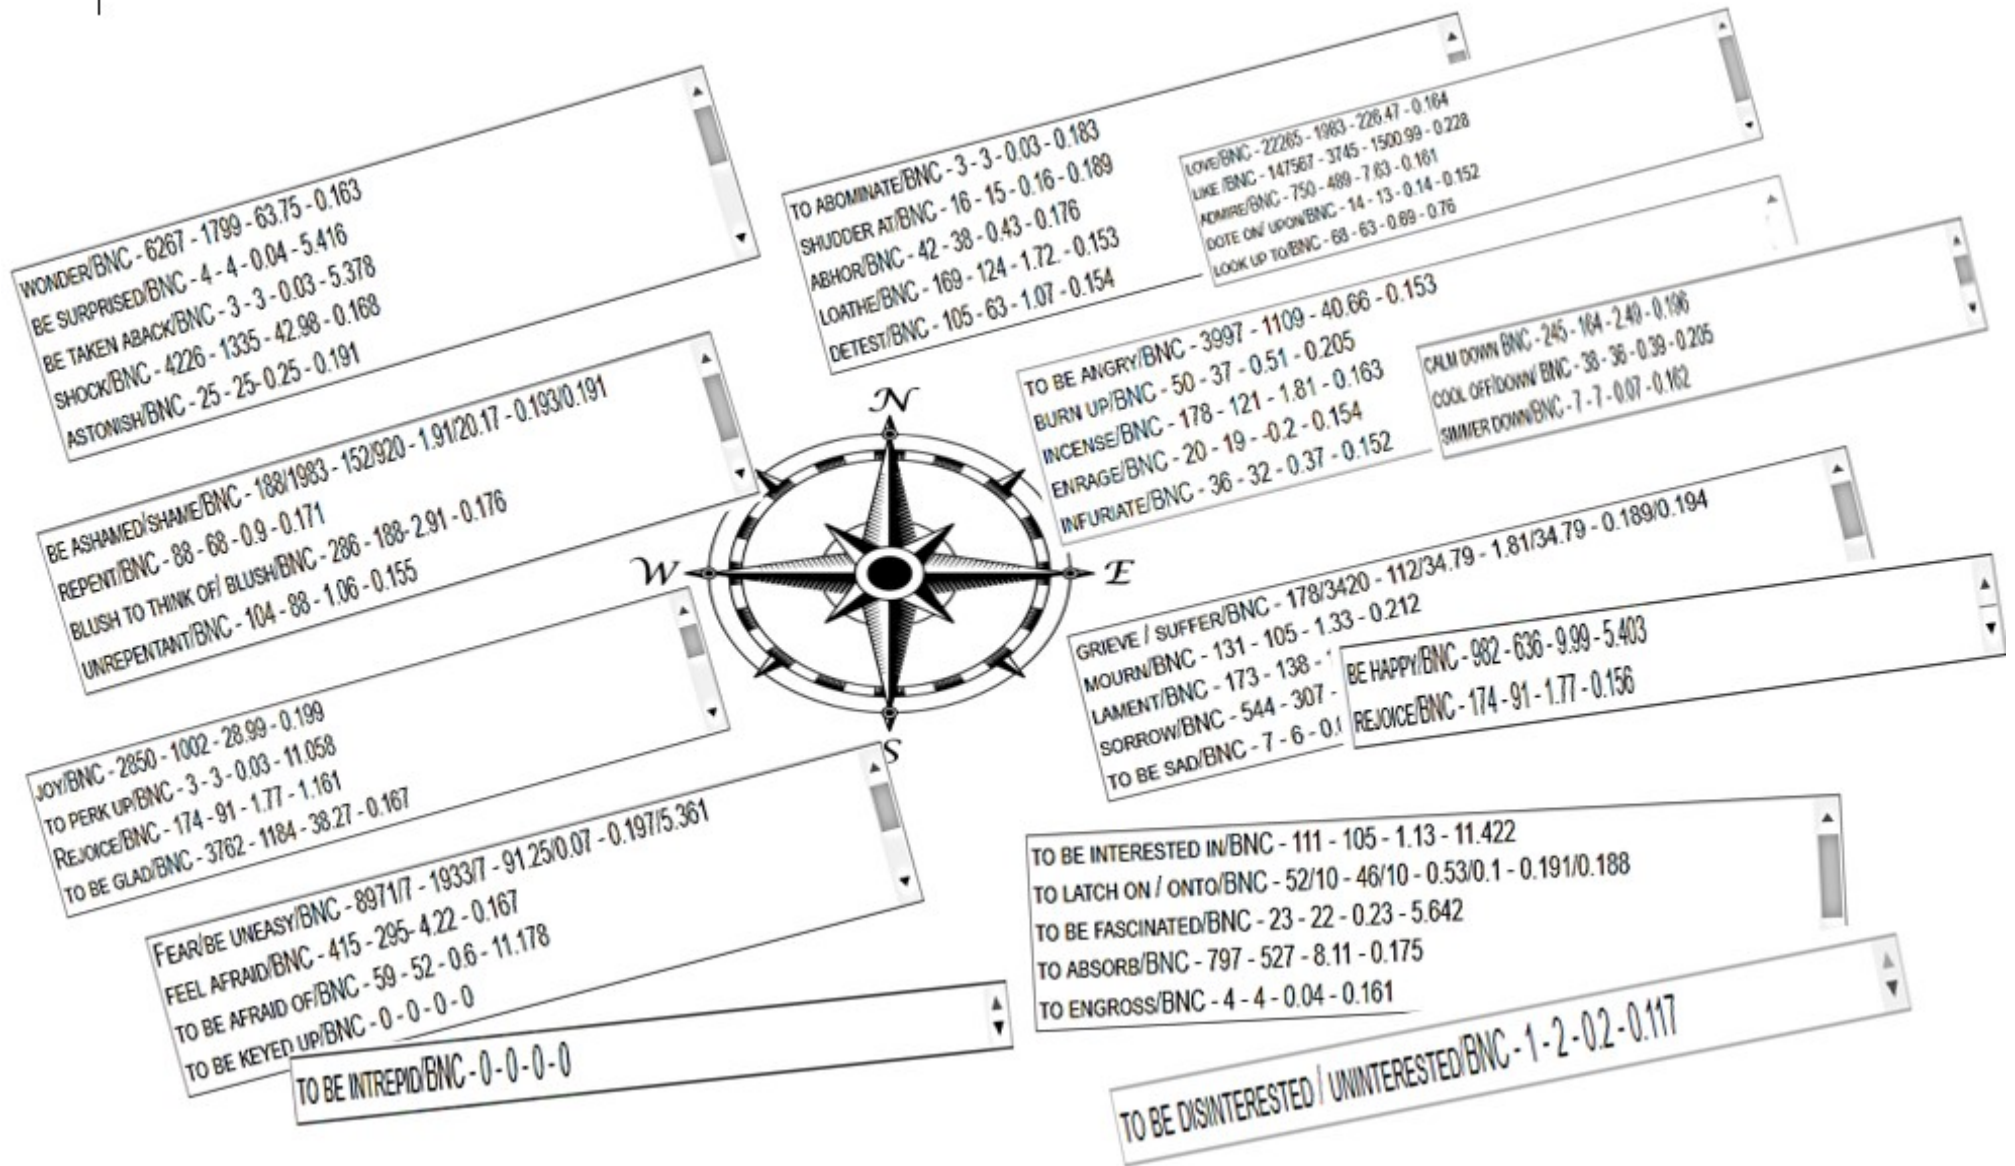 WONDER/BNC - 6267 - 1799 - 63.75 - 0.163
BE SURPRISED/BNC - 4 - 4 - 0.04 - 5.416
BE TAKEN ABACK/BNC - 3 - 3 - 0.03 - 5.378
SHOCK/BNC - 4226 - 1335 - 42.98 - 0.168
ASTONISH/BNC - 25 - 25- 0.25 - 0.191
TO ABOMINATE/BNC - 3 - 3 - 0.03 - 0.183
SHUDDER AT/BNC - 16 - 15 - 0.16 - 0.189
ABHOR/BNC - 42 - 38 - 0.43 - 0.176
LOATHE/BNC - 169 - 124 - 1.72. - 0.153
DETEST/BNC - 105 - 63 - 1.07 - 0.154
LOVE/BNC - 22265 - 1983 - 226.47 - 0.164
LIKE /BNC - 147567 - 3745 - 1500.99 - 0.228
ADMIRE/BNC - 750 - 489 - 7.63 - 0.161
DOTE ON/ UPON/BNC - 14 - 13 - 0.14 - 0.152
LOOK UP TO/BNC - 68 - 63 - 0.69 - 0.76
TO BE ANGRY/BNC - 3997 - 1109 - 40.66 - 0.153
BURN UP/BNC - 50 - 37 - 0.51 - 0.205
INCENSE/BNC - 178 - 121 - 1.81 - 0.163
ENRAGE/BNC - 20 - 19 - -0.2 - 0.154
INFURIATE/BNC - 36 - 32 - 0.37 - 0.152
CALM DOWN BNC - 245 - 164 - 2.49 - 0.196
COOL OFF/DOWN/ BNC - 38 - 36 - 0.39 - 0.205
SIMMER DOWN/BNC - 7 - 7 - 0.07 - 0.162
BE ASHAMED/SHAME/BNC - 188/1983 - 152/920 - 1.91/20.17 - 0.193/0.191
REPENT/BNC - 88 - 68 - 0.9 - 0.171
BLUSH TO THINK OF/ BLUSH/BNC - 286 - 188- 2.91 - 0.176
UNREPENTANT/BNC - 104 - 88 - 1.06 - 0.155
N
W
E
S
GRIEVE / SUFFER/BNC - 178/3420 - 112/34.79 - 1.81/34.79 - 0.189/0.194
MOURN/BNC - 131 - 105 - 1.33 - 0.212
LAMENT/BNC - 173 - 138 -
SORROW/BNC - 544 - 307 -
TO BE SAD/BNC - 7 - 6 - 0.
BE HAPPY/BNC - 982 - 636 - 9.99 - 5.403
REJOICE/BNC - 174 - 91 - 1.77 - 0.156
JOY/BNC - 2850 - 1002 - 28.99 - 0.199
TO PERK UP/BNC - 3 - 3 - 0.03 - 11.058
REJOICE/BNC - 174 - 91 - 1.77 - 1.161
TO BE GLAD/BNC - 3762 - 1184 - 38.27 - 0.167
FEAR/BE UNEASY/BNC - 8971/7 - 1933/7 - 91.25/0.07 - 0.197/5.361
FEEL AFRAID/BNC - 415 - 295- 4.22 - 0.167
TO BE AFRAID OF/BNC - 59 - 52 - 0.6 - 11.178
TO BE KEYED UP/BNC - 0 - 0 - 0 - 0
TO BE INTREPID/BNC - 0 - 0 - 0 - 0
TO BE INTERESTED IN/BNC - 111 - 105 - 1.13 - 11.422
TO LATCH ON / ONTO/BNC - 52/10 - 46/10 - 0.53/0.1 - 0.191/0.188
TO BE FASCINATED/BNC - 23 - 22 - 0.23 - 5.642
TO ABSORB/BNC - 797 - 527 - 8.11 - 0.175
TO ENGROSS/BNC - 4 - 4 - 0.04 - 0.161
TO BE DISINTERESTED / UNINTERESTED/BNC - 1 - 2 - 0.2 - 0.117